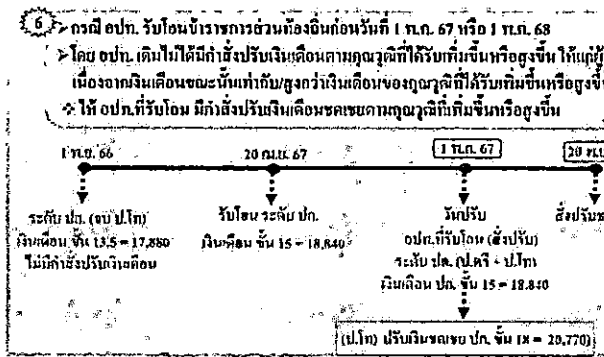 6
➢ กรณี อปท. รับโอนข้าราชการส่วนท้องถิ่นก่อนวันที่ 1 พ.ค. 67 หรือ 1 พ.ค. 68
➢ โดย อปท. เดิมไม่ได้มีคำสั่งปรับเงินเดือนตามคุณวุฒิที่ได้รับเพิ่มขึ้นหรือสูงขึ้น ให้แก่ผู้
เนื่องจากเงินเดือนขณะนั้นเท่ากับ/สูงกว่าเงินเดือนของคุณวุฒิที่ได้รับเพิ่มขึ้นหรือสูงขึ้น
❖ ให้ อปท.ที่รับโอน มีคำสั่งปรับเงินเดือนชดเชยตามคุณวุฒิที่เพิ่มขึ้นหรือสูงขึ้น
1 พ.ย. 66
20 ก.พ. 67
1 พ.ค. 67
ระดับ ปก. (จบ ป.โท)
เงินเดือน ขั้น 13.5 = 17,880
ไม่มีคำสั่งปรับเงินเดือน
รับโอน ระดับ ปก.
เงินเดือน ขั้น 15 = 18,840
วันปรับ
อปท.ที่รับโอน (สั่งปรับ)
ระดับ ปก. (ป.ตรี + ป.โท)
เงินเดือน ปก. ขั้น 15 = 18,840
(ป.โท) ปรับเงินชดเชย ปก. ขั้น 18 = 20,770)